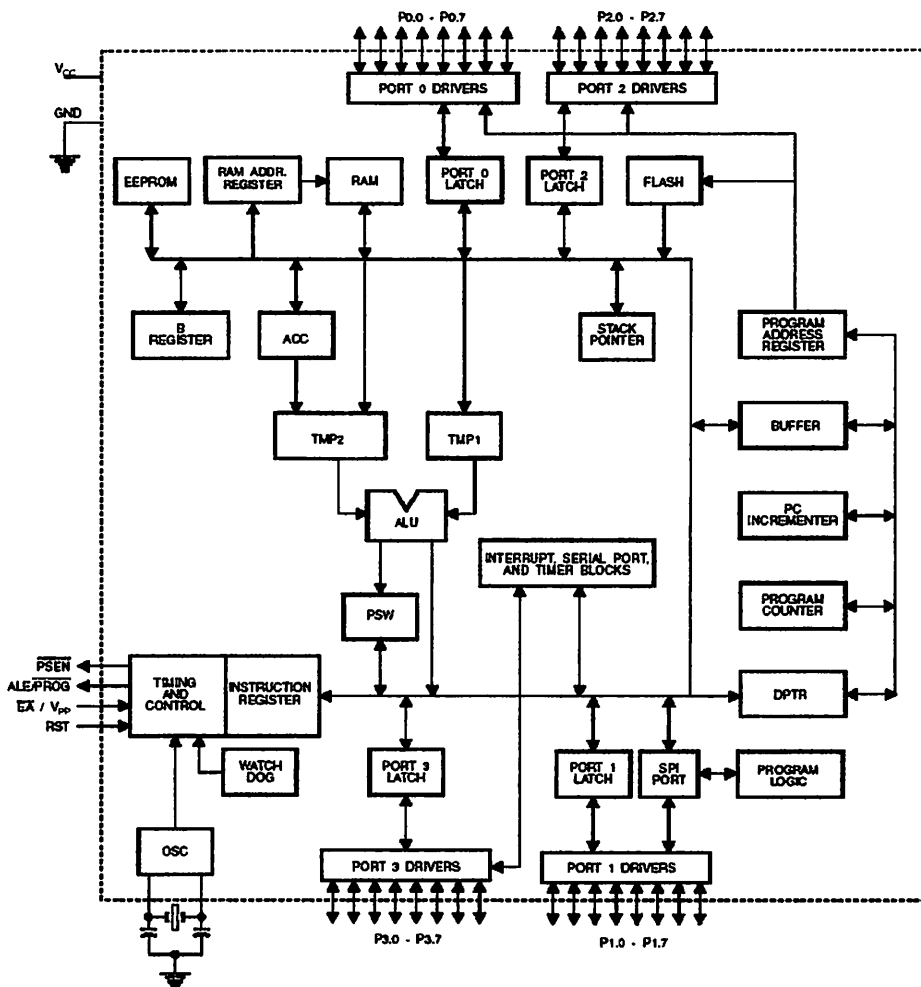 P0.0 - P0.7
P2.0 - P2.7
VCC
PORT 0 DRIVERS
PORT 2 DRIVERS
GND
EEPROM
RAM ADDR.
REGISTER
RAM
PORT 0
LATCH
PORT 2
LATCH
FLASH
B
REGISTER
ACC
STACK
POINTER
PROGRAM
ADDRESS
REGISTER
TMP2
TMP1
BUFFER
ALU
PC
INCREMENTER
INTERRUPT, SERIAL PORT,
AND TIMER BLOCKS
PSW
PROGRAM
COUNTER
PSEN
ALE/PROG
EA / VPP
RST
TIMING
AND
CONTROL
INSTRUCTION
REGISTER
DPTR
WATCH
DOG
PORT 3
LATCH
PORT 1
LATCH
SPI
PORT
PROGRAM
LOGIC
OSC
PORT 3 DRIVERS
PORT 1 DRIVERS
P3.0 - P3.7
P1.0 - P1.7